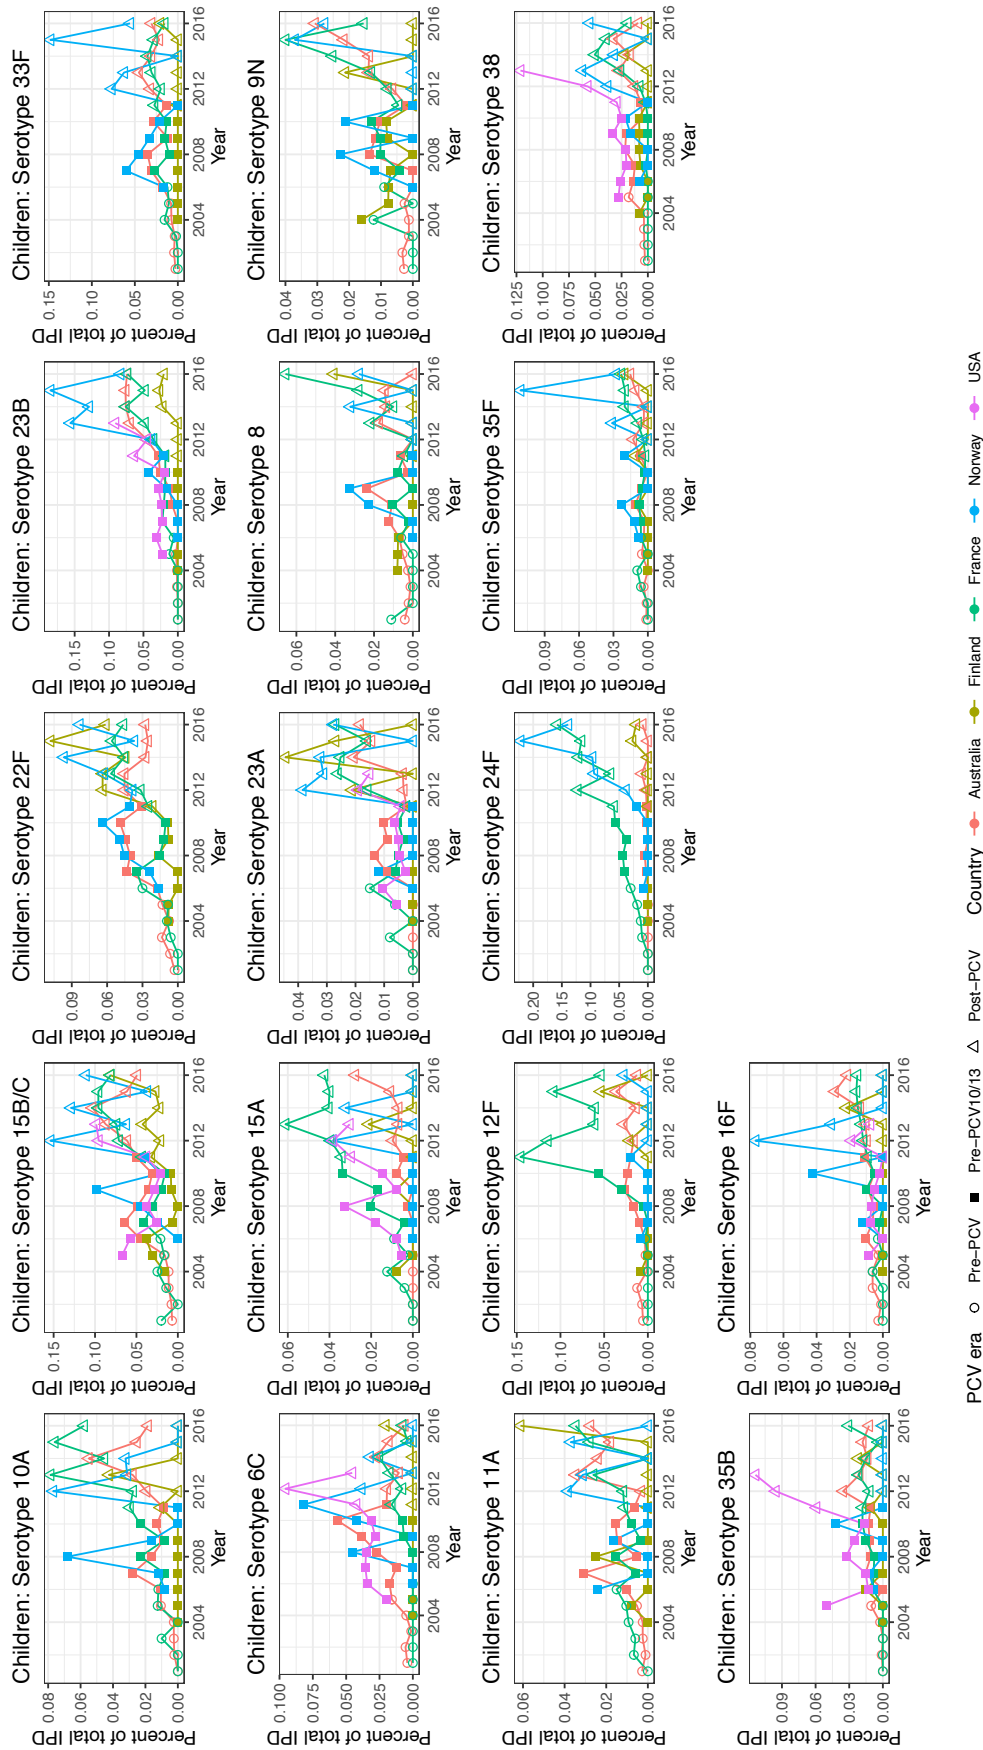 Children: Serotype 10A
Percent of total IPD
0.08
0.06
0.04
0.02
0.00
2004 2008 2012 2016
Year
Children: Serotype 15B/C
Percent of total IPD
0.15
0.10
0.05
0.00
2004 2008 2012 2016
Year
Children: Serotype 22F
Percent of total IPD
0.09
0.06
0.03
0.00
2004 2008 2012 2016
Year
Children: Serotype 23B
Percent of total IPD
0.15
0.10
0.05
0.00
2004 2008 2012 2016
Year
Children: Serotype 33F
Percent of total IPD
0.15
0.10
0.05
0.00
2004 2008 2012 2016
Year
Children: Serotype 6C
Percent of total IPD
0.100
0.075
0.050
0.025
0.000
2004 2008 2012 2016
Year
Children: Serotype 15A
Percent of total IPD
0.06
0.04
0.02
0.00
2004 2008 2012 2016
Year
Children: Serotype 23A
Percent of total IPD
0.04
0.03
0.02
0.01
0.00
2004 2008 2012 2016
Year
Children: Serotype 8
Percent of total IPD
0.06
0.04
0.02
0.00
2004 2008 2012 2016
Year
Children: Serotype 9N
Percent of total IPD
0.04
0.03
0.02
0.01
0.00
2004 2008 2012 2016
Year
Children: Serotype 11A
Percent of total IPD
0.06
0.04
0.02
0.00
2004 2008 2012 2016
Year
Children: Serotype 12F
Percent of total IPD
0.15
0.10
0.05
0.00
2004 2008 2012 2016
Year
Children: Serotype 24F
Percent of total IPD
0.20
0.15
0.10
0.05
0.00
2004 2008 2012 2016
Year
Children: Serotype 35F
Percent of total IPD
0.09
0.06
0.03
0.00
2004 2008 2012 2016
Year
Children: Serotype 38
Percent of total IPD
0.125
0.100
0.075
0.050
0.025
0.000
2004 2008 2012 2016
Year
Children: Serotype 35B
Percent of total IPD
0.09
0.06
0.03
0.00
2004 2008 2012 2016
Year
Children: Serotype 16F
Percent of total IPD
0.08
0.06
0.04
0.02
0.00
2004 2008 2012 2016
Year
PCV era Pre−PCV Pre−PCV10/13 Post−PCV Country Australia Finland France Norway USA